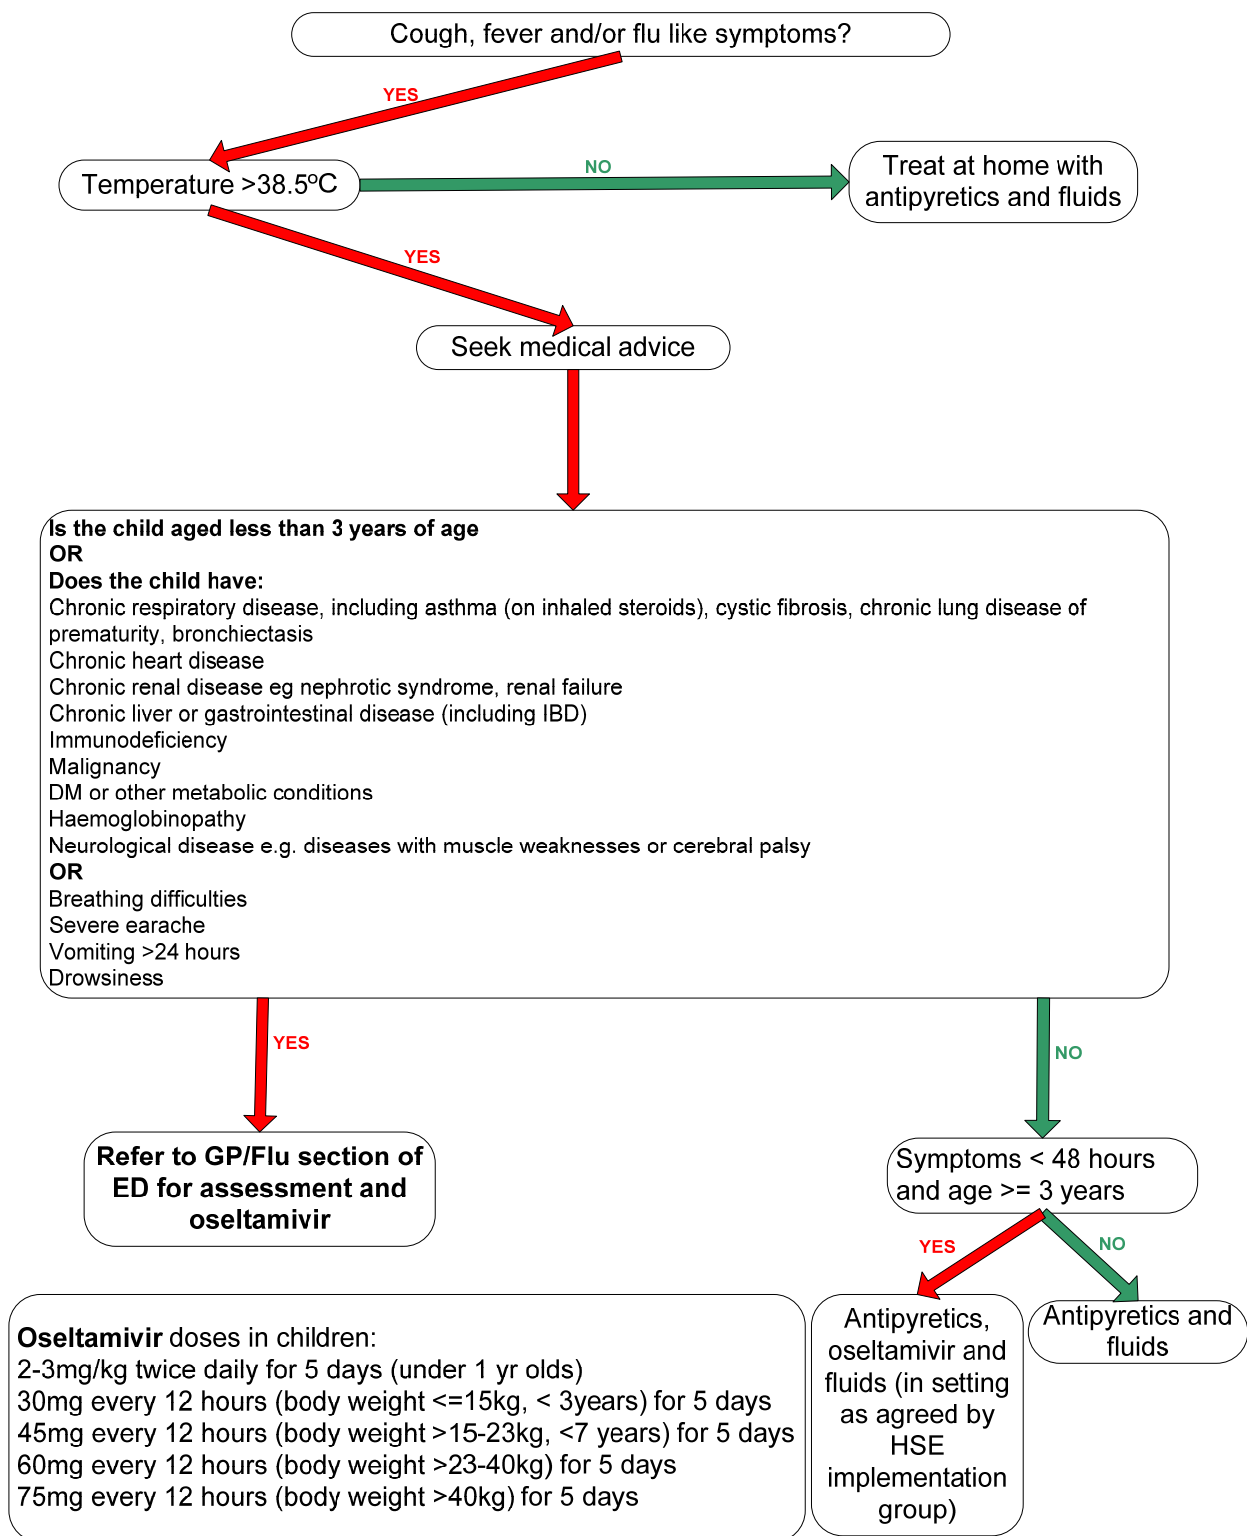 Cough, fever and/or flu like symptoms?
YES
Temperature >38.5ºC
NO
Treat at home with
antipyretics and fluids
YES
Seek medical advice
Is the child aged less than 3 years of age
OR
Does the child have:
Chronic respiratory disease, including asthma (on inhaled steroids), cystic fibrosis, chronic lung disease of
prematurity, bronchiectasis
Chronic heart disease
Chronic renal disease eg nephrotic syndrome, renal failure
Chronic liver or gastrointestinal disease (including IBD)
Immunodeficiency
Malignancy
DM or other metabolic conditions
Haemoglobinopathy
Neurological disease e.g. diseases with muscle weaknesses or cerebral palsy
OR
Breathing difficulties
Severe earache
Vomiting >24 hours
Drowsiness
YES
NO
Refer to GP/Flu section of
ED for assessment and
oseltamivir
Symptoms < 48 hours
and age >= 3 years
YES
NO
Antipyretics,
oseltamivir and
fluids (in setting
as agreed by
HSE
implementation
group)
Antipyretics and
fluids
Oseltamivir doses in children:
2-3mg/kg twice daily for 5 days (under 1 yr olds)
30mg every 12 hours (body weight <=15kg, < 3years) for 5 days
45mg every 12 hours (body weight >15-23kg, <7 years) for 5 days
60mg every 12 hours (body weight >23-40kg) for 5 days
75mg every 12 hours (body weight >40kg) for 5 days